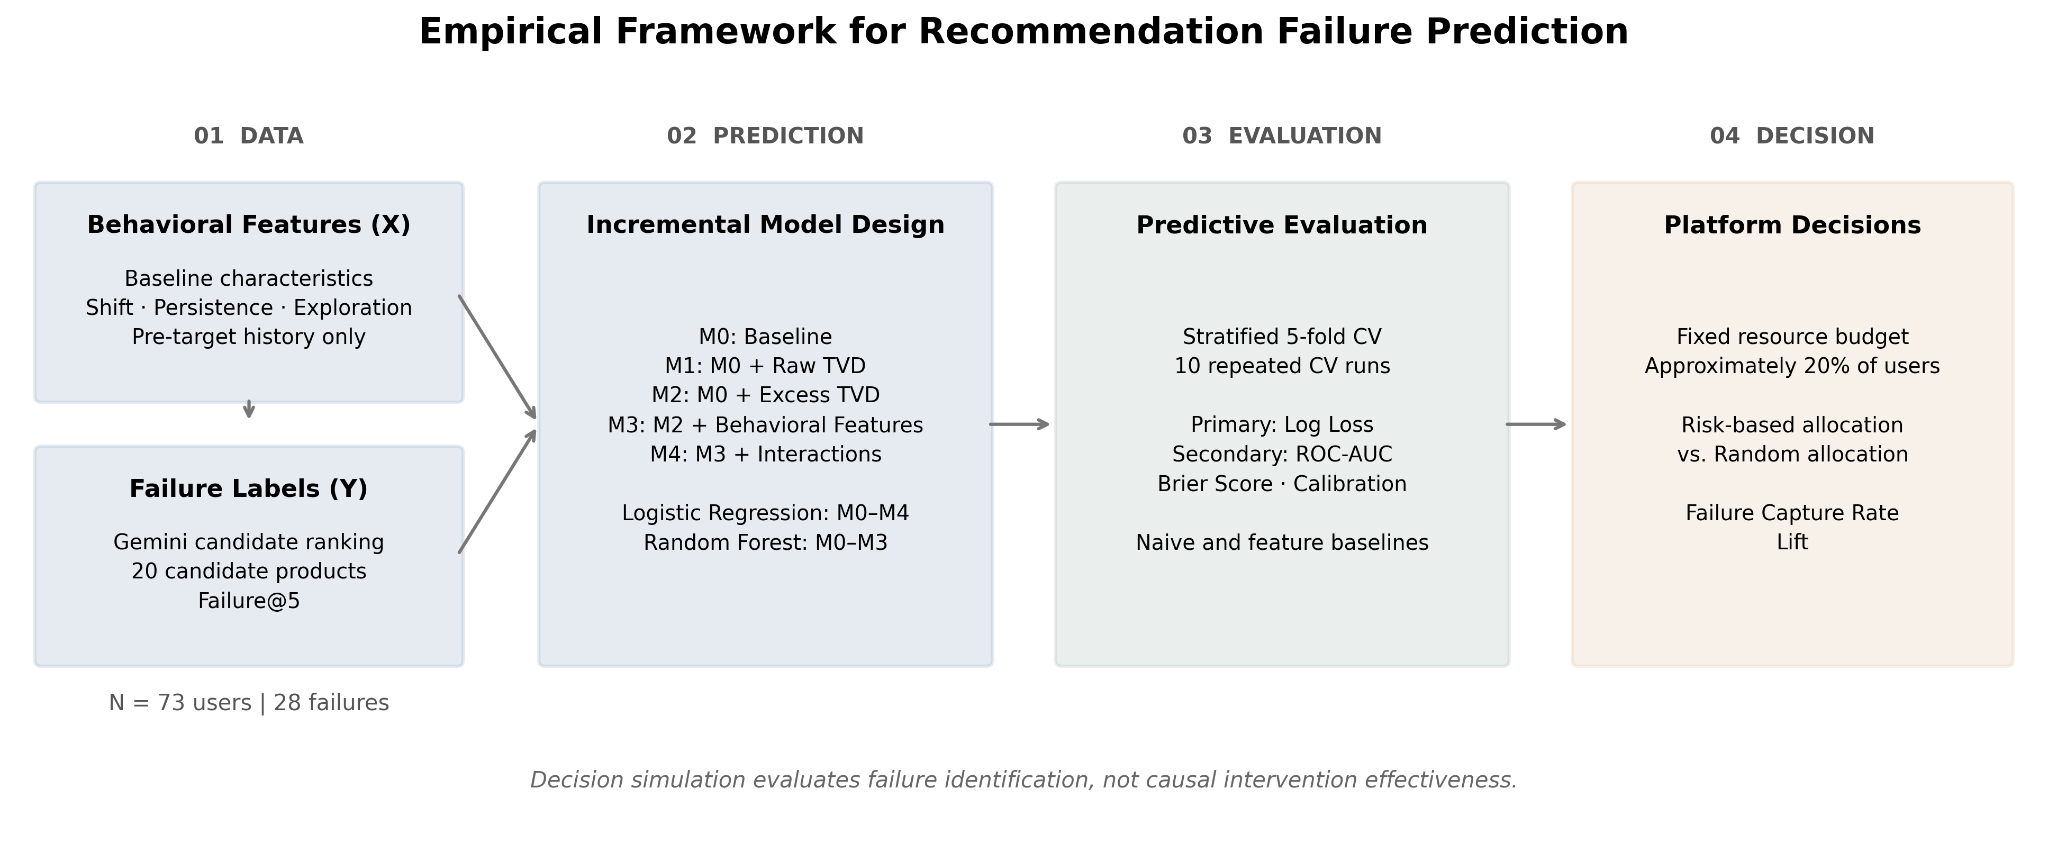 Empirical Framework for Recommendation Failure Prediction
01 DATA
Behavioral Features (X)
Baseline characteristics
Shift · Persistence · Exploration
Pre-target history only
Failure Labels (Y)
Gemini candidate ranking
20 candidate products
Failure@5
N = 73 users | 28 failures
02 PREDICTION
Incremental Model Design
M0: Baseline
M1: M0 + Raw TVD
M2: M0 + Excess TVD
M3: M2 + Behavioral Features
M4: M3 + Interactions
Logistic Regression: M0–M4
Random Forest: M0–M3
03 EVALUATION
Predictive Evaluation
Stratified 5-fold CV
10 repeated CV runs
Primary: Log Loss
Secondary: ROC-AUC
Brier Score · Calibration
Naive and feature baselines
04 DECISION
Platform Decisions
Fixed resource budget
Approximately 20% of users
Risk-based allocation
vs. Random allocation
Failure Capture Rate
Lift
Decision simulation evaluates failure identification, not causal intervention effectiveness.